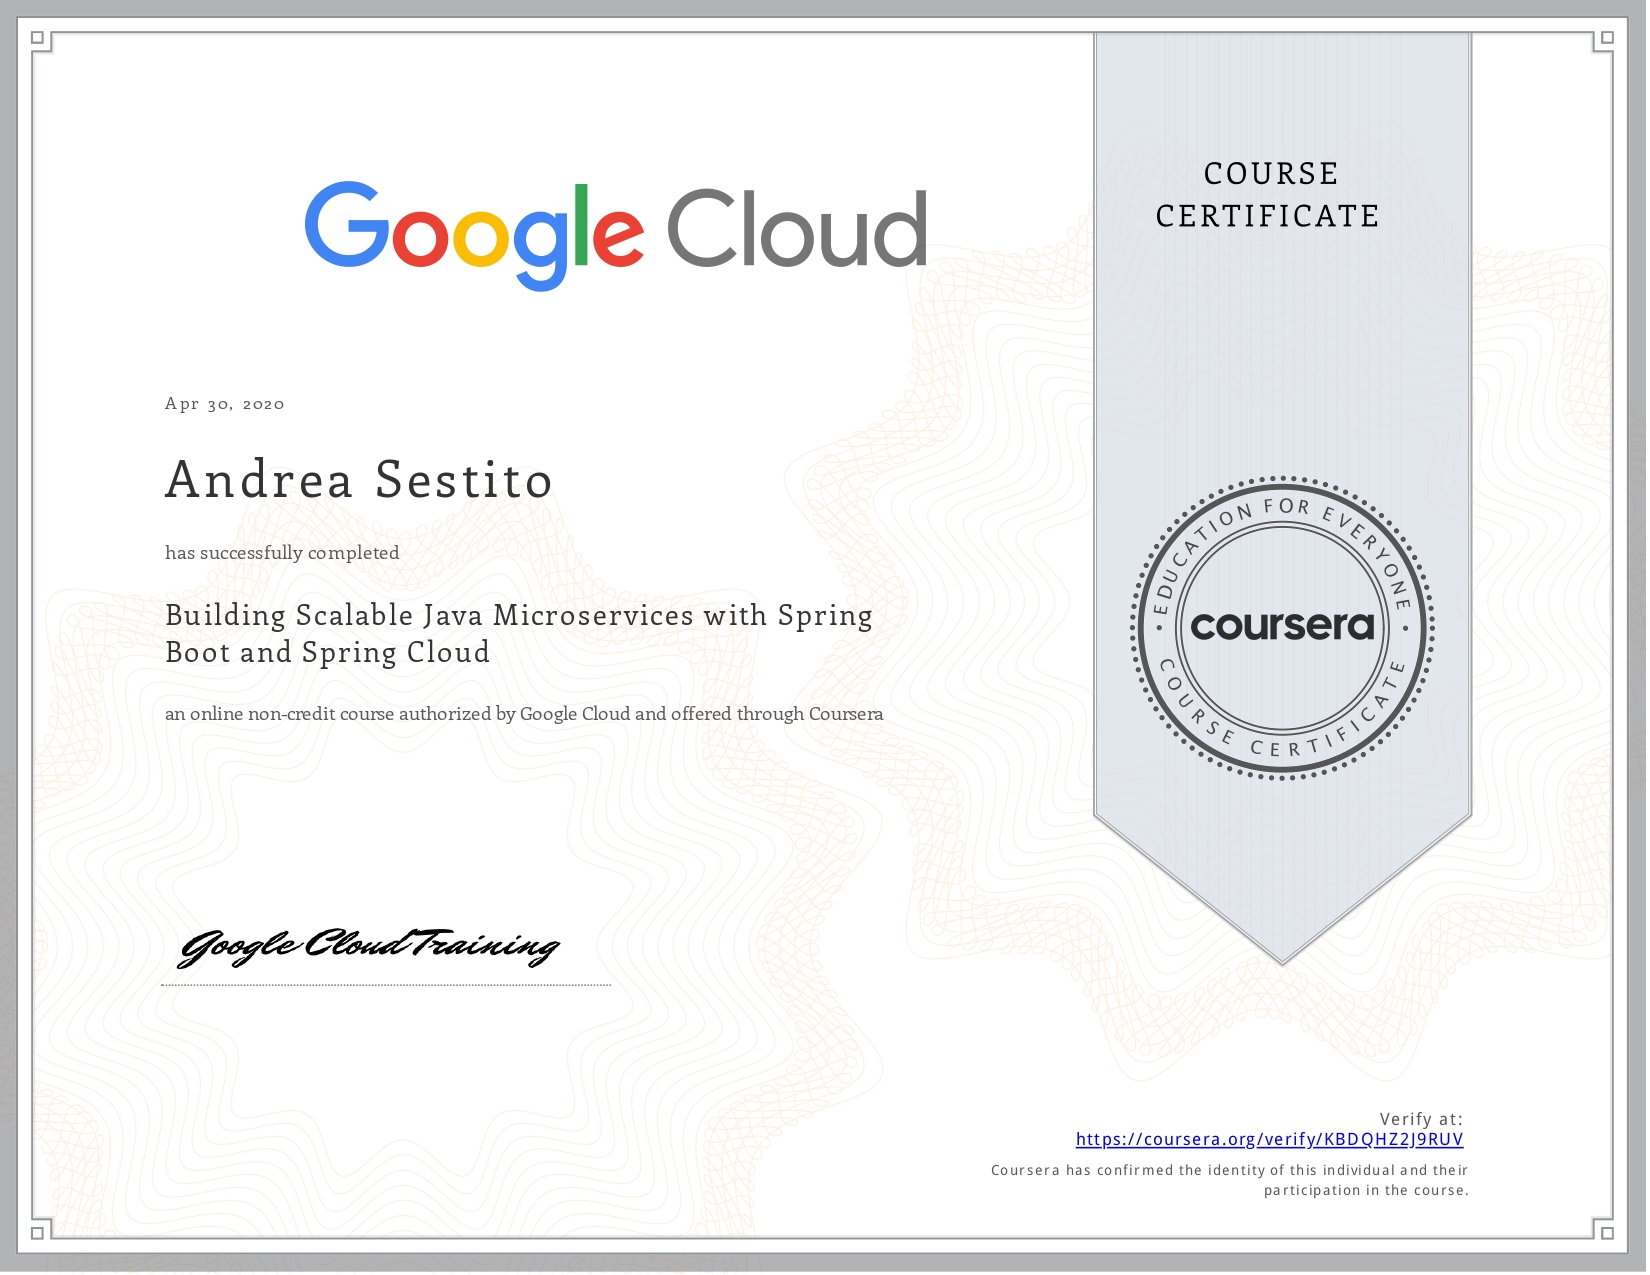 Google Cloud
COURSE
CERTIFICATE
Apr 30, 2020
Andrea Sestito
has successfully completed
Building Scalable Java Microservices with Spring
Boot and Spring Cloud
an online non-credit course authorized by Google Cloud and offered through Coursera
EDUCATION FOR EVERYONE
coursera
COURSE CERTIFICATE
Google Cloud Training
Verify at:
https://coursera.org/verify/KBDQHZ2J9RUV
Coursera has confirmed the identity of this individual and their
participation in the course.